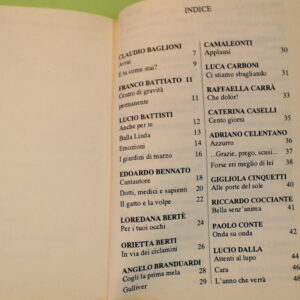 INDICE
CLAUDIO BAGLIONI
Avrai 7
E tu come stai? 9
FRANCO BATTIATO 11
Centro di gravità
permanente
LUCIO BATTISTI
Anche per te 12
Balla Linda 13
Emozioni 14
I giardini di marzo 16
EDOARDO BENNATO
Cantautore 18
Dotti, medici e sapienti 20
Il gatto e la volpe 22
LOREDANA BERTÈ
Per i tuoi occhi 24
ORIETTA BERTI
In via dei ciclamini 26
ANGELO BRANDUARDI
Cogli la prima mela 28
Gulliver 29
CAMALEONTI
Applausi 30
LUCA CARBONI
Ci stiamo sbagliando 31
RAFFAELLA CARRÀ
Che dolor!
CATERINA CASELLI
Cento giorni
ADRIANO CELENTANO
Azzurro 36
...Grazie, prego, scusi...
Forse eri meglio di lei
GIGLIOLA CINQUETTI
Alle porte del sole
RICCARDO COCCIANTE
Bella senz'anima 41
PAOLO CONTE
Onda su onda 42
LUCIO DALLA
Attenti al lupo 44
Cara 46
L'anno che verrà 48